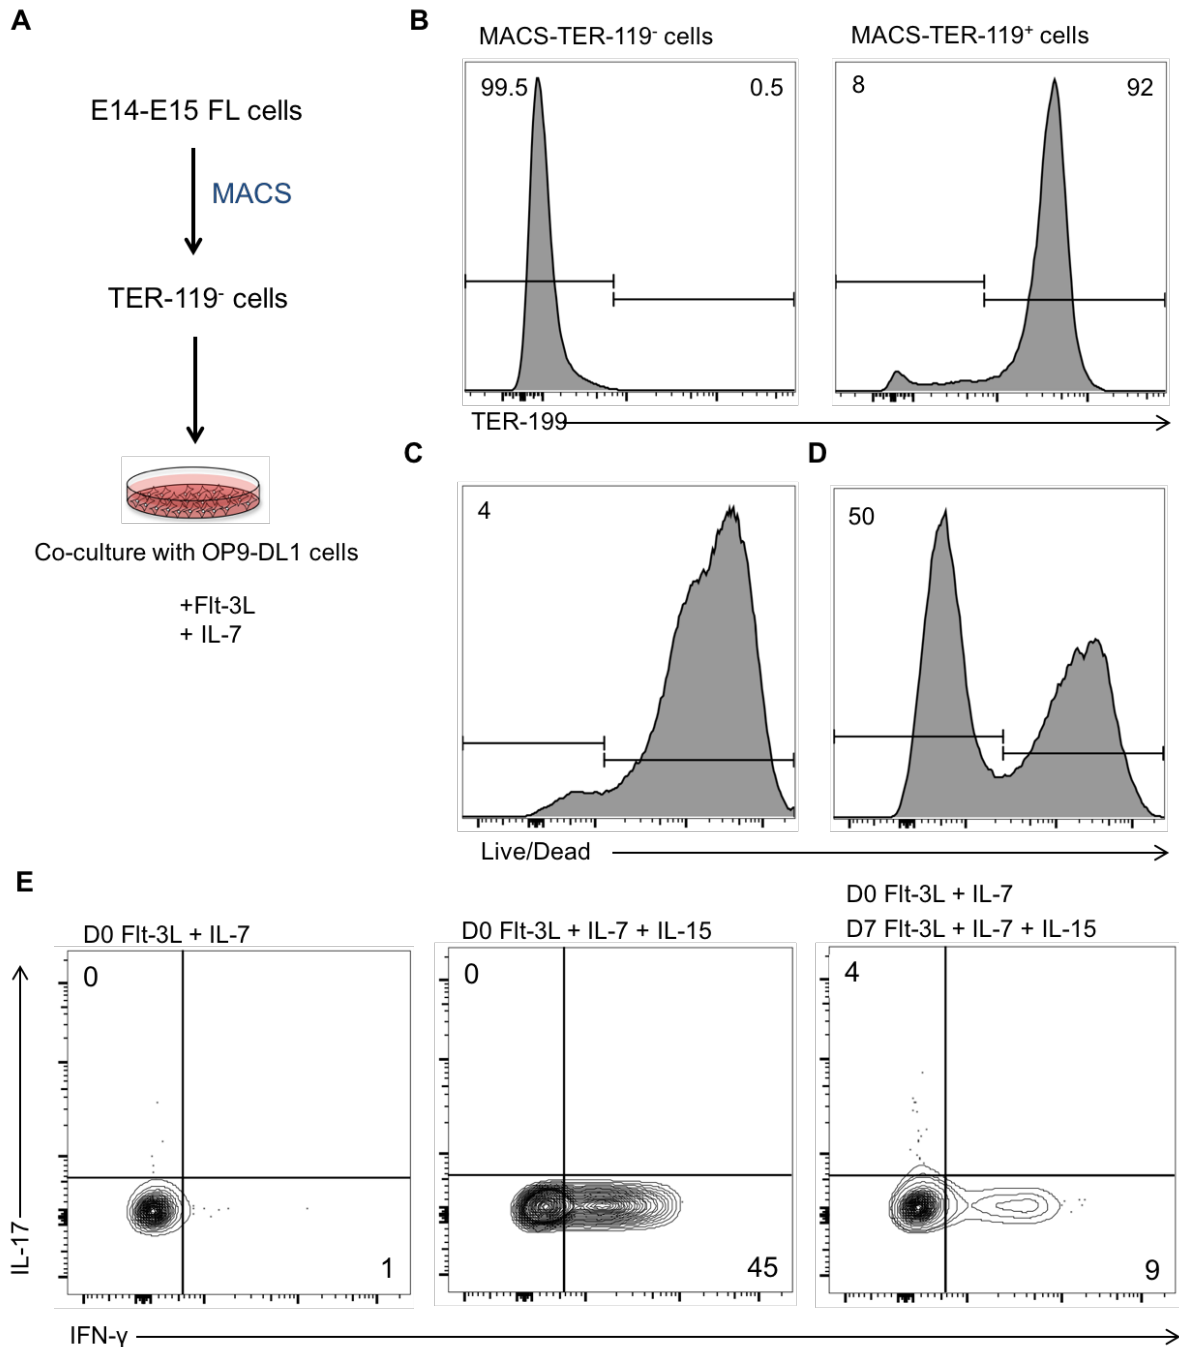 A
E14-E15 FL cells
MACS
TER-119⁻ cells
Co-culture with OP9-DL1 cells
+Flt-3L
+ IL-7
B
MACS-TER-119⁻ cells
MACS-TER-119⁺ cells
99.5
0.5
8
92
TER-199
C
D
4
50
Live/Dead
E
D0 Flt-3L + IL-7
D0 Flt-3L + IL-7 + IL-15
D0 Flt-3L + IL-7
D7 Flt-3L + IL-7 + IL-15
0
1
0
45
4
9
IL-17
IFN-γ